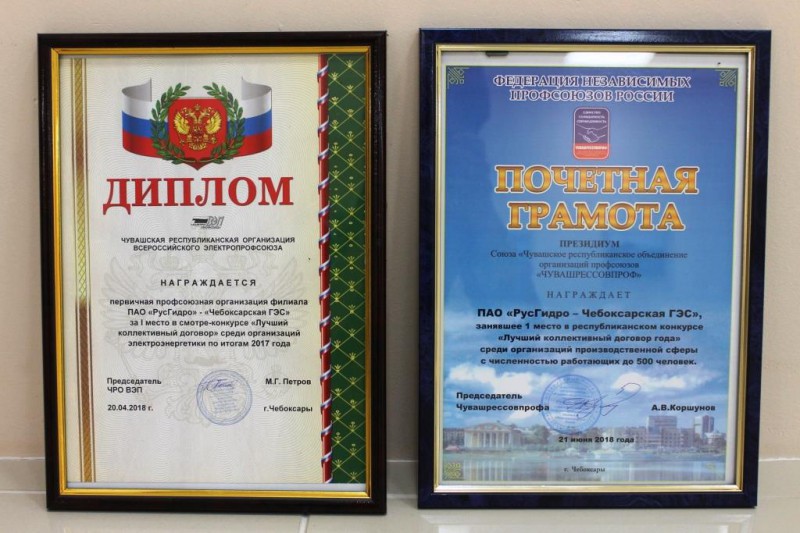 ДИПЛОМ
ВЭП
ЧУВАШСКАЯ РЕСПУБЛИКАНСКАЯ ОРГАНИЗАЦИЯ
ВСЕРОССИЙСКОГО ЭЛЕКТРОПРОФСОЮЗА
НАГРАЖДАЕТСЯ
первичная профсоюзная организация филиала
ПАО «РусГидро» - «Чебоксарская ГЭС»
за I место в смотре-конкурсе «Лучший
коллективный договор» среди организаций
электроэнергетики по итогам 2017 года
Председатель М.Г. Петров
ЧРО ВЭП
20.04.2018 г. г.Чебоксары
ФЕДЕРАЦИЯ НЕЗАВИСИМЫХ
ПРОФСОЮЗОВ РОССИИ
ПОЧЕТНАЯ
ГРАМОТА
ПРЕЗИДИУМ
Союза «Чувашское республиканское объединение
организаций профсоюзов
«ЧУВАШРЕССОВПРОФ»
НАГРАЖДАЕТ
ПАО «РусГидро – Чебоксарская ГЭС»,
занявшее 1 место в республиканском конкурсе
«Лучший коллективный договор года»
среди организаций производственной сферы
с численностью работающих до 500 человек.
Председатель
Чувашрессовпрофа А.В.Коршунов
21 июня 2018 года
г. Чебоксары